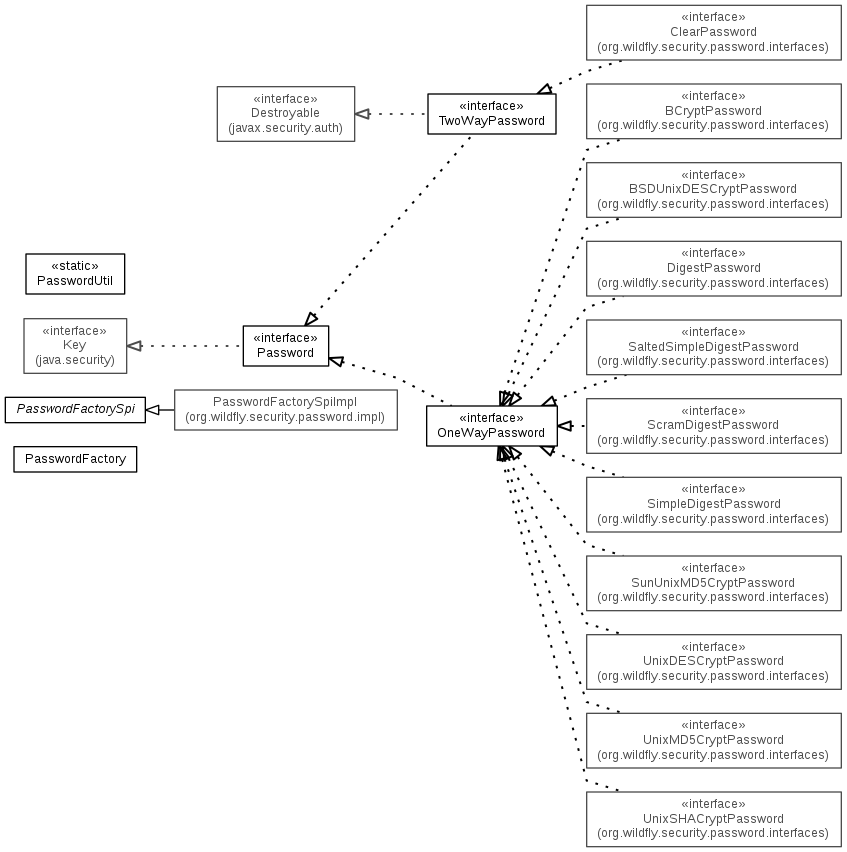 «interface»
ClearPassword
(org.wildfly.security.password.interfaces)
«interface»
Destroyable
(javax.security.auth)
«interface»
TwoWayPassword
«interface»
BCryptPassword
(org.wildfly.security.password.interfaces)
«interface»
BSDUnixDESCryptPassword
(org.wildfly.security.password.interfaces)
«static»
PasswordUtil
«interface»
DigestPassword
(org.wildfly.security.password.interfaces)
«interface»
Key
(java.security)
«interface»
Password
«interface»
SaltedSimpleDigestPassword
(org.wildfly.security.password.interfaces)
PasswordFactorySpi
PasswordFactorySpiImpl
(org.wildfly.security.password.impl)
«interface»
OneWayPassword
«interface»
ScramDigestPassword
(org.wildfly.security.password.interfaces)
PasswordFactory
«interface»
SimpleDigestPassword
(org.wildfly.security.password.interfaces)
«interface»
SunUnixMD5CryptPassword
(org.wildfly.security.password.interfaces)
«interface»
UnixDESCryptPassword
(org.wildfly.security.password.interfaces)
«interface»
UnixMD5CryptPassword
(org.wildfly.security.password.interfaces)
«interface»
UnixSHACryptPassword
(org.wildfly.security.password.interfaces)